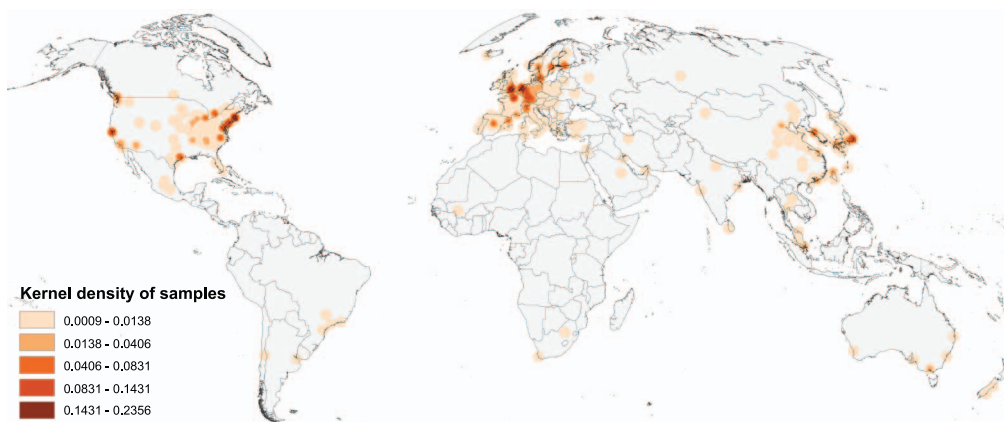 Kernel density of samples
0.0009 - 0.0138
0.0138 - 0.0406
0.0406 - 0.0831
0.0831 - 0.1431
0.1431 - 0.2356